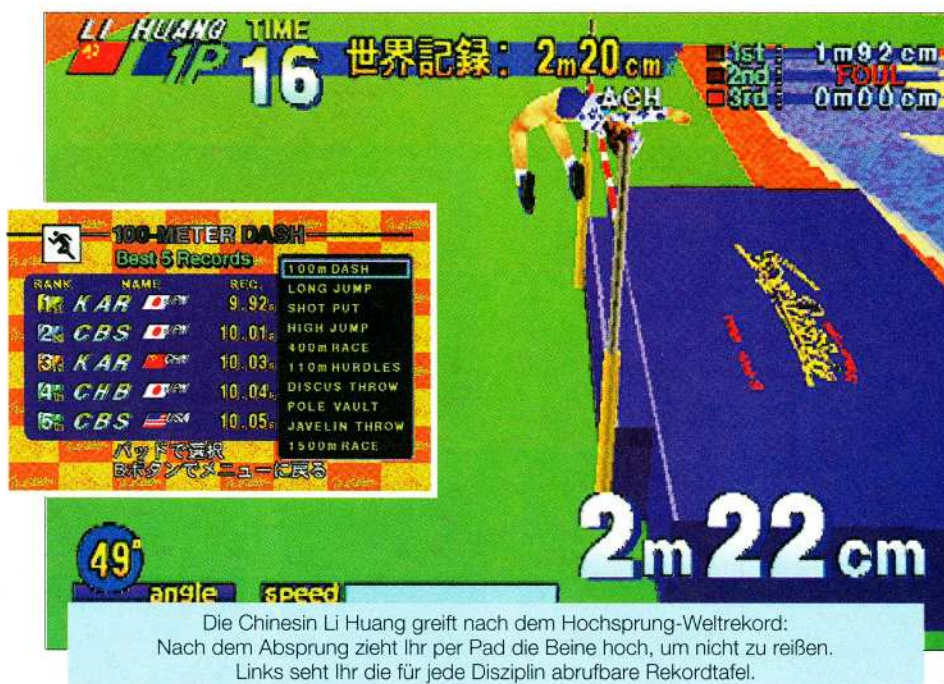 LI HUANG
1P
TIME
16
世界記録: 2m20cm
1st 1m92cm
2nd FOUL
3rd 0m00cm
ACH
100-METER DASH
Best 5 Records
RANK NAME REC.
1 KAR JPN 9.92s
2 CBS JPN 10.01s
3 KAR CHN 10.03s
4th CHB JPN 10.04s
5th CBS USA 10.05s
100m DASH
LONG JUMP
SHOT PUT
HIGH JUMP
400m RACE
110m HURDLES
DISCUS THROW
POLE VAULT
JAVELIN THROW
1500m RACE
パッドで選択
Bボタンでメニューに戻る
2m22cm
49°
angle speed
Die Chinesin Li Huang greift nach dem Hochsprung-Weltrekord:
Nach dem Absprung zieht Ihr per Pad die Beine hoch, um nicht zu reißen.
Links seht Ihr die für jede Disziplin abrufbare Rekordtafel.